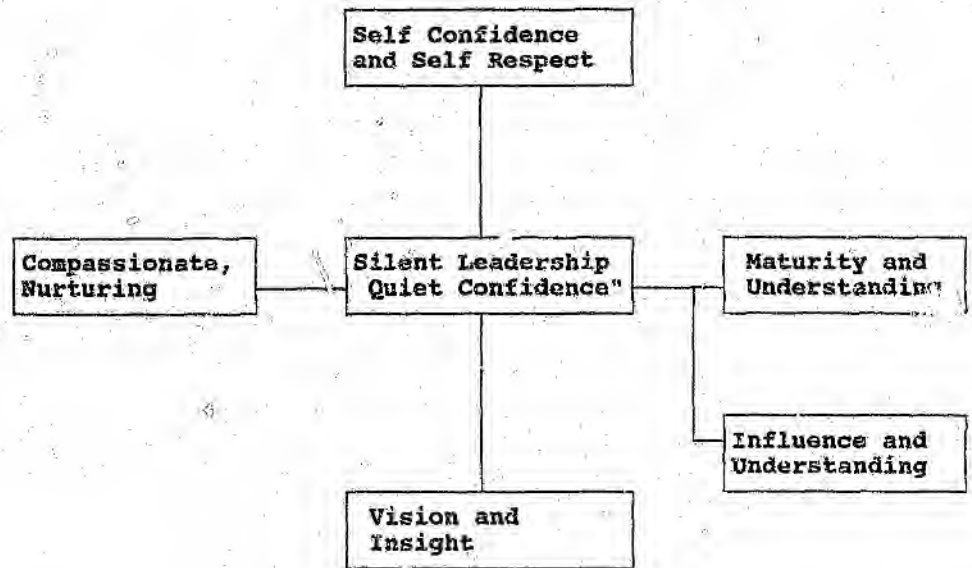 Self Confidence
and Self Respect
Compassionate,
Nurturing
Silent Leadership
Quiet Confidence"
Maturity and
Understanding
Influence and
Understanding
Vision and
Insight